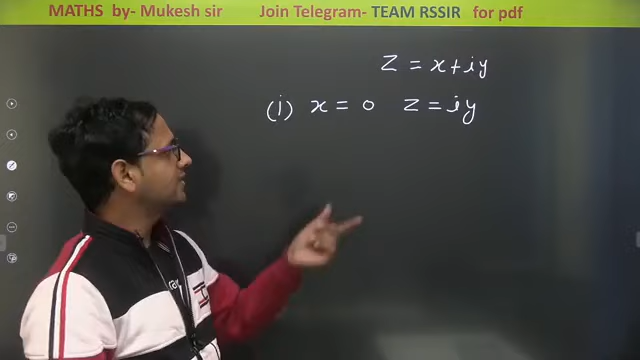 MATHS by- Mukesh sir Join Telegram- TEAM RSSIR for pdf
z = x + iy
(i) x = 0 z = iy